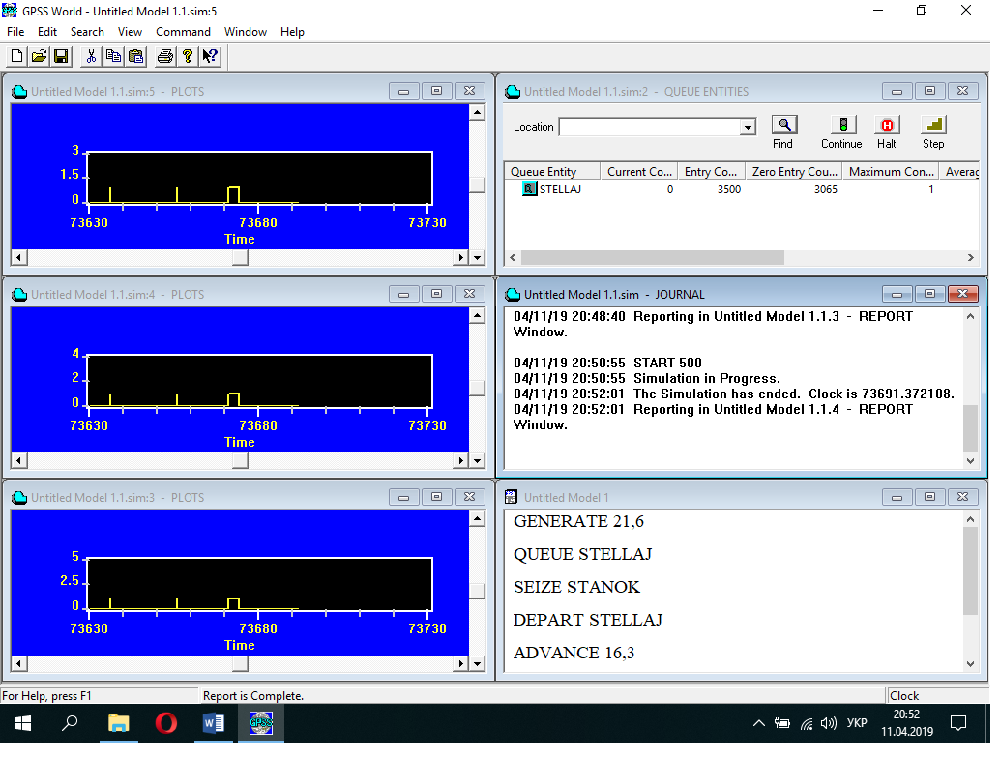 GPSS World - Untitled Model 1.1.sim:5
File Edit Search View Command Window Help
Untitled Model 1.1.sim:5 - PLOTS
3
1.5
0
73630 73680 73730
Time
Untitled Model 1.1.sim:2 - QUEUE ENTITIES
Location
Find Continue Halt Step
Queue Entity Current Co... Entry Co... Zero Entry Cou... Maximum Con... Averag
STELLAJ 0 3500 3065 1
Untitled Model 1.1.sim:4 - PLOTS
4
2
0
73630 73680 73730
Time
Untitled Model 1.1.sim - JOURNAL
04/11/19 20:48:40 Reporting in Untitled Model 1.1.3 - REPORT
Window.
04/11/19 20:50:55 START 500
04/11/19 20:50:55 Simulation in Progress.
04/11/19 20:52:01 The Simulation has ended. Clock is 73691.372108.
04/11/19 20:52:01 Reporting in Untitled Model 1.1.4 - REPORT
Window.
Untitled Model 1.1.sim:3 - PLOTS
5
2.5
0
73630 73680 73730
Time
Untitled Model 1
GENERATE 21,6
QUEUE STELLAJ
SEIZE STANOK
DEPART STELLAJ
ADVANCE 16,3
For Help, press F1 Report is Complete. Clock
GPSS
УКР
20:52
11.04.2019